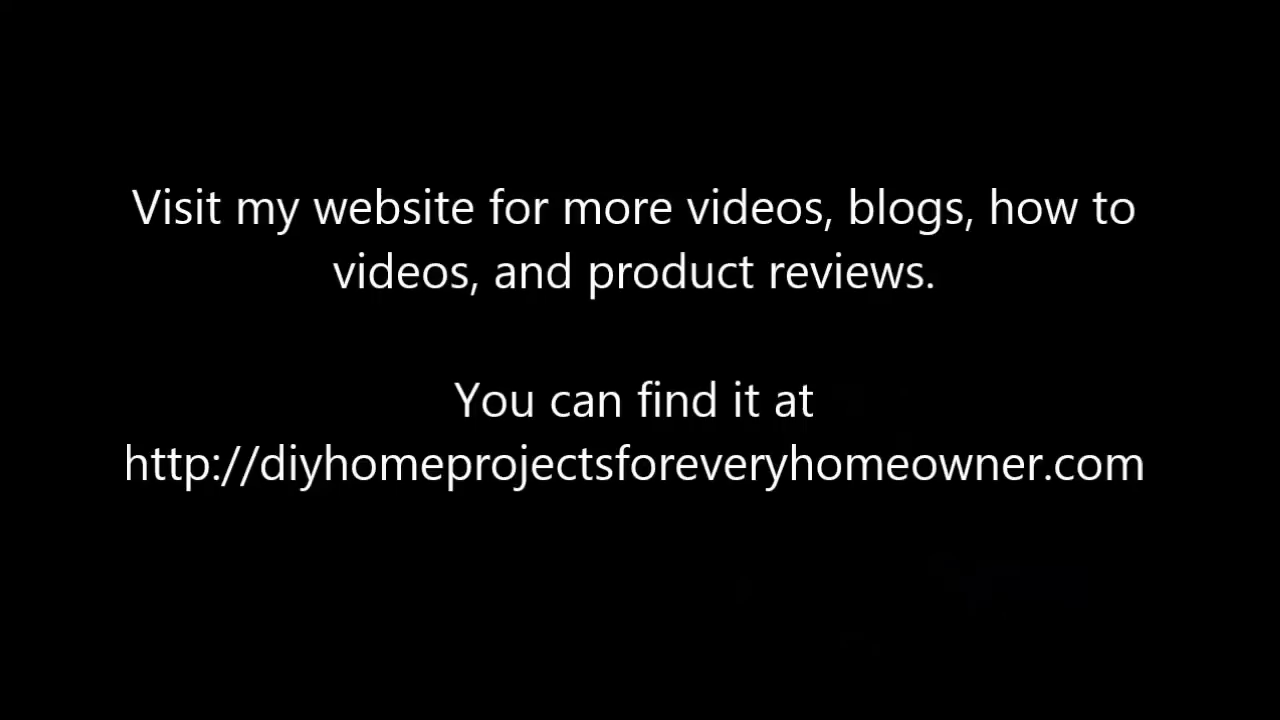 Visit my website for more videos, blogs, how to
videos, and product reviews.
You can find it at
http://diyhomeprojectsforeveryhomeowner.com